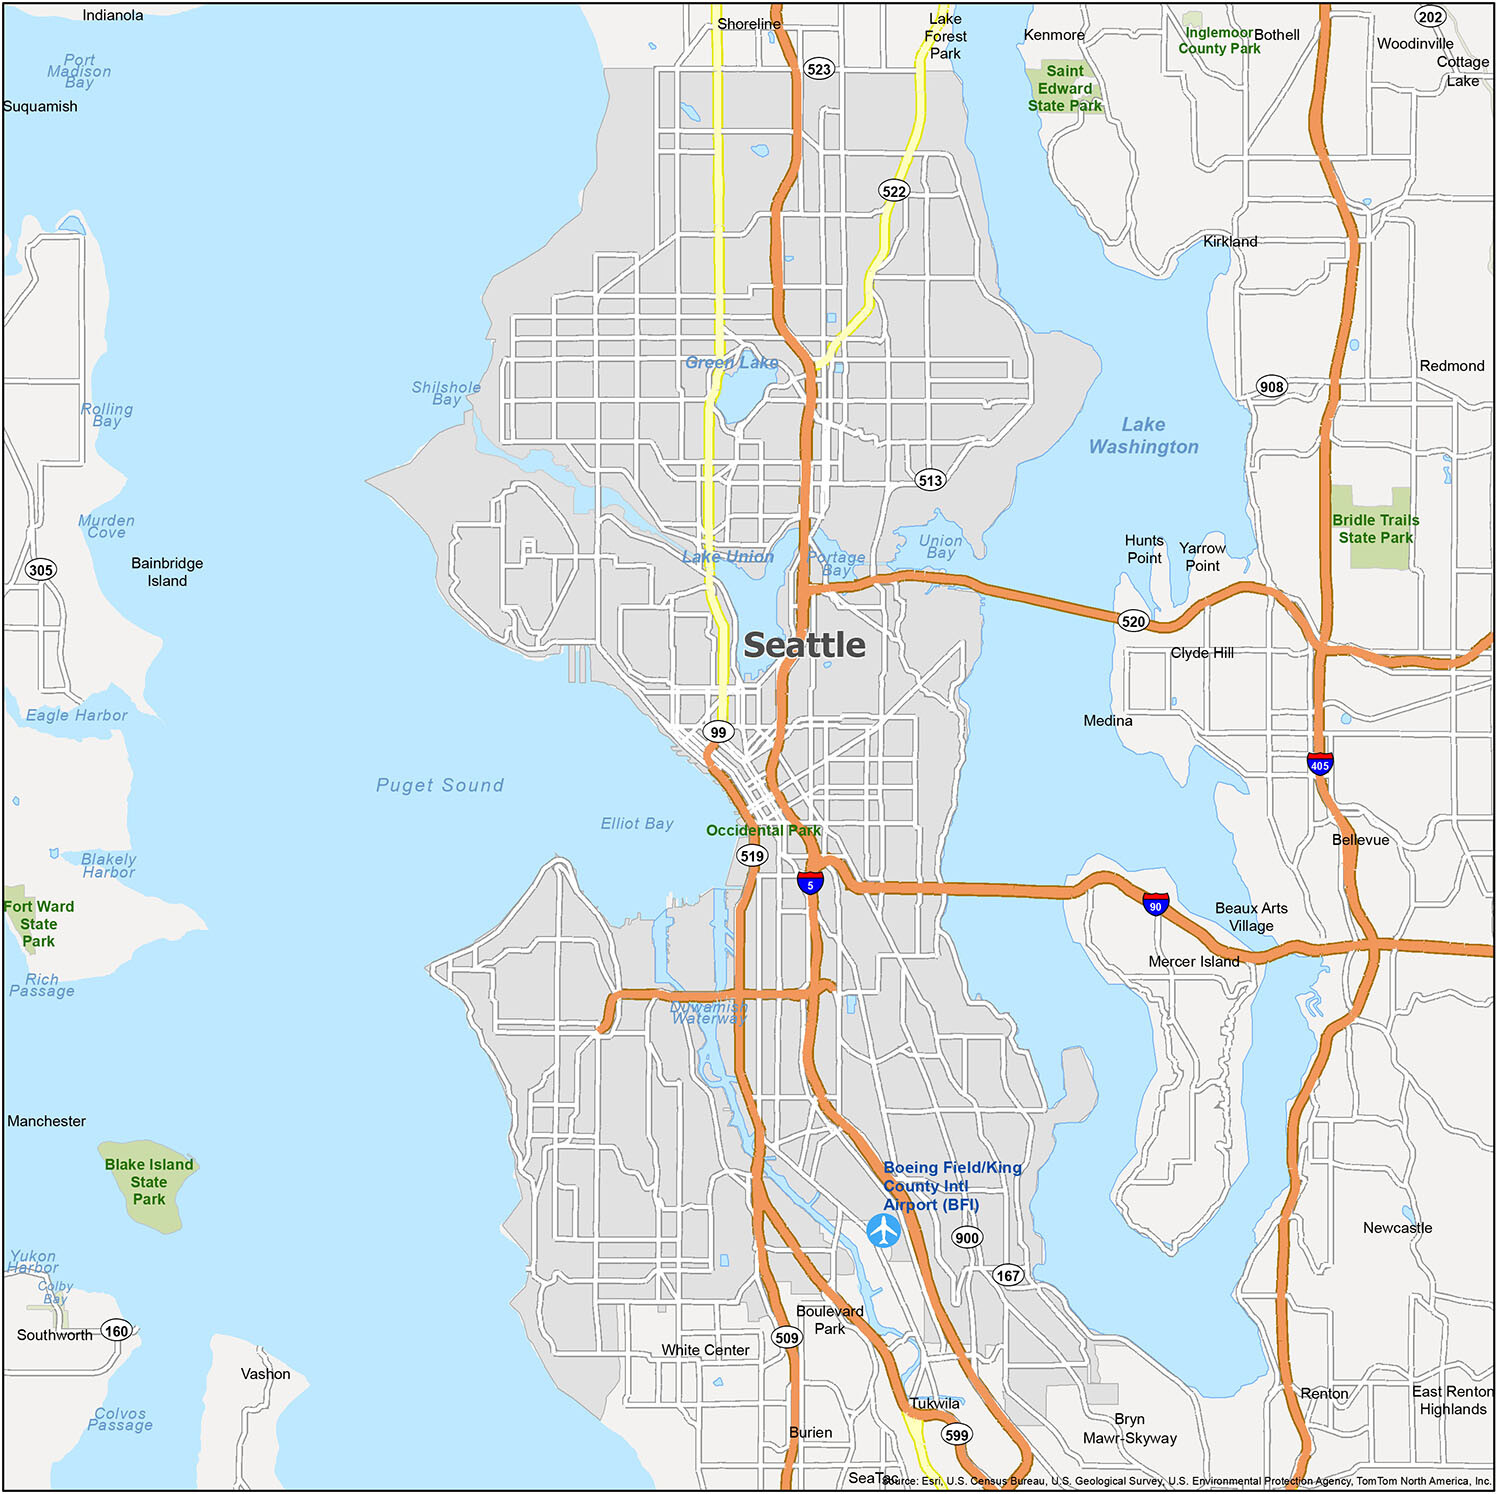 Indianola
Shoreline
Lake
Forest
Park
Kenmore
Inglemoor
County Park
Bothell
202
Woodinville
Cottage
Lake
Port
Madison
Bay
Suquamish
523
Saint
Edward
State Park
522
Kirkland
Green Lake
Shilshole
Bay
Rolling
Bay
908
Redmond
Lake
Washington
513
Murden
Cove
Bridle Trails
State Park
305
Bainbridge
Island
Lake Union
Portage
Bay
Union
Bay
Hunts
Point
Yarrow
Point
520
Seattle
Clyde Hill
Eagle Harbor
Medina
99
405
Puget Sound
Elliot Bay
Occidental Park
Bellevue
519
5
Blakely
Harbor
90
Fort Ward
State
Park
Beaux Arts
Village
Mercer Island
Rich
Passage
Duwamish
Waterway
Manchester
Blake Island
State
Park
Boeing Field/King
County Intl
Airport (BFI)
900
Newcastle
Yukon
Harbor
Colby
Bay
167
Southworth
160
Boulevard
Park
509
White Center
Vashon
Colvos
Passage
Tukwila
599
Renton
East Renton
Highlands
Bryn
Mawr-Skyway
Burien
SeaTac
Source: Esri, U.S. Census Bureau, U.S. Geological Survey, U.S. Environmental Protection Agency, TomTom North America, Inc.